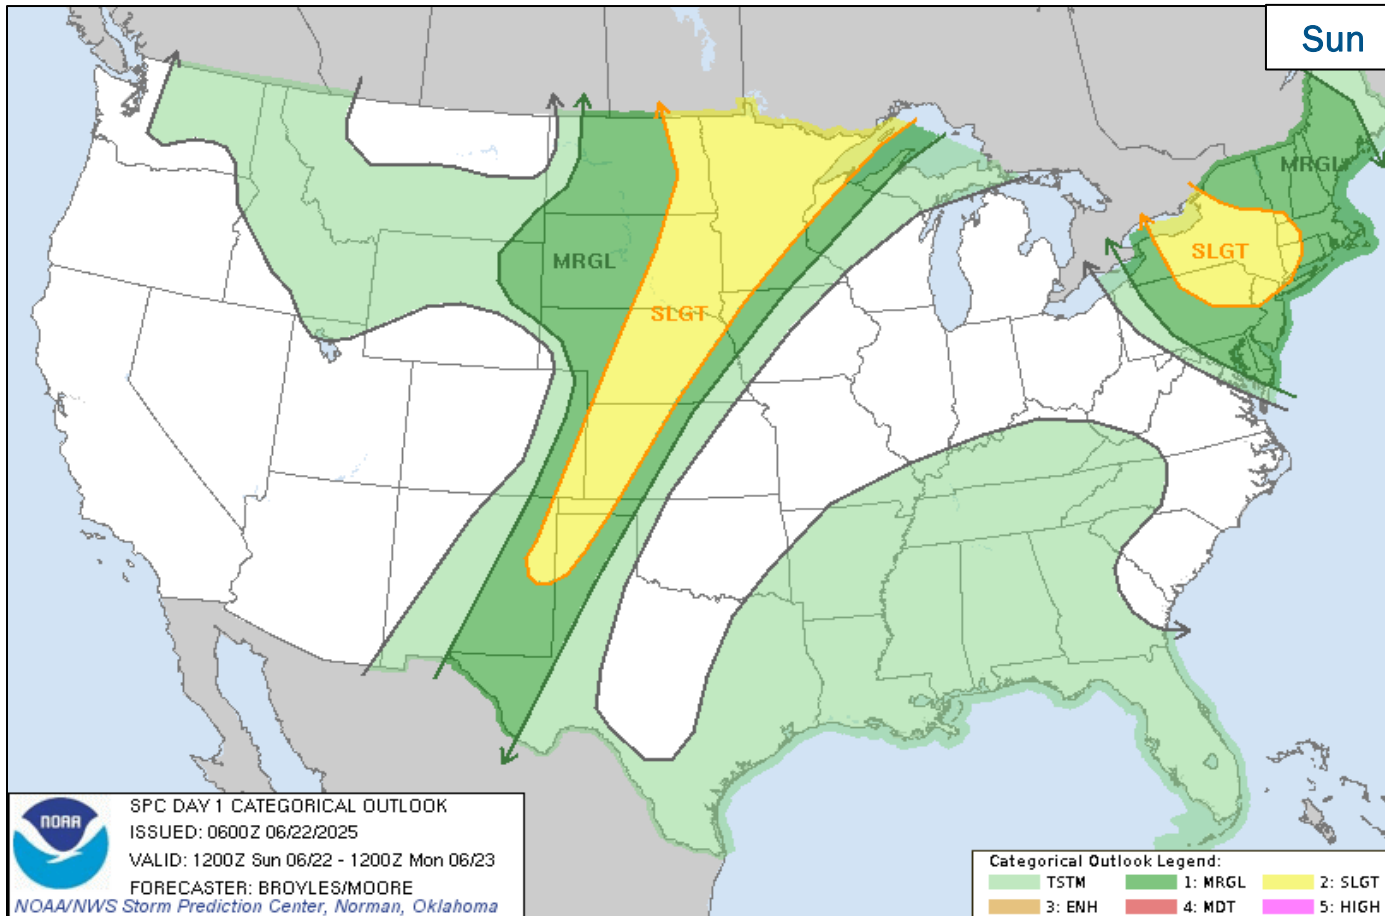 Sun
MRGL
MRGL
SLGT
SLGT
NOAA
SPC DAY 1 CATEGORICAL OUTLOOK
ISSUED: 0600Z 06/22/2025
VALID: 1200Z Sun 06/22 - 1200Z Mon 06/23
FORECASTER: BROYLES/MOORE
NOAA/NWS Storm Prediction Center, Norman, Oklahoma
Categorical Outlook Legend:
TSTM 1: MRGL 2: SLGT
3: ENH 4: MDT 5: HIGH